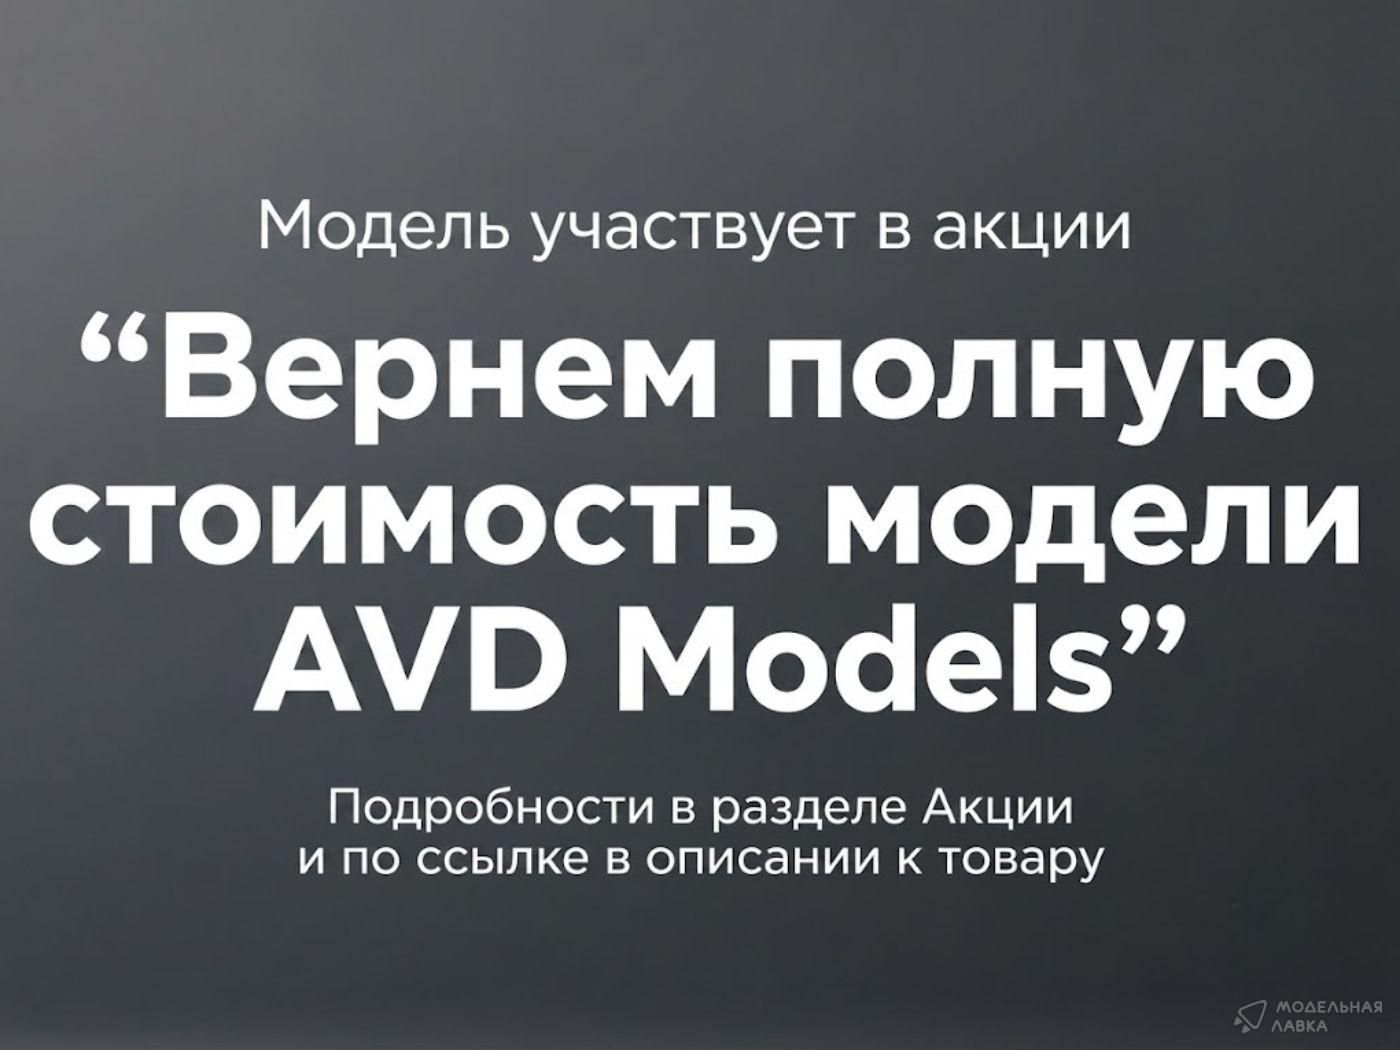 Модель участвует в акции
“Вернем полную
стоимость модели
AVD Models”
Подробности в разделе Акции
и по ссылке в описании к товару
МОДЕЛЬНАЯ
ЛАВКА